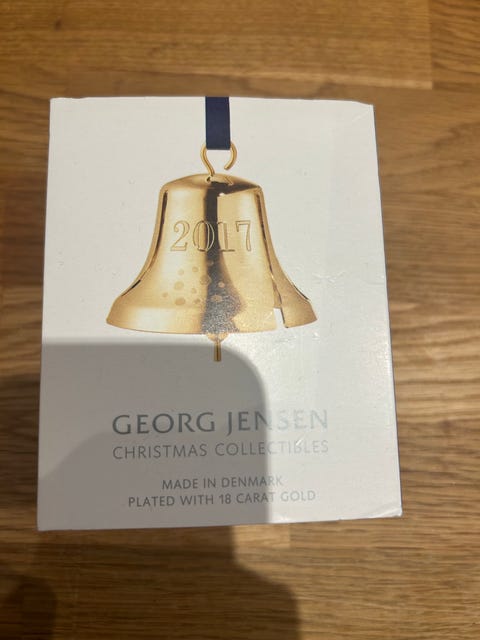 2017
GEORG JENSEN
CHRISTMAS COLLECTIBLES
MADE IN DENMARK
PLATED WITH 18 CARAT GOLD